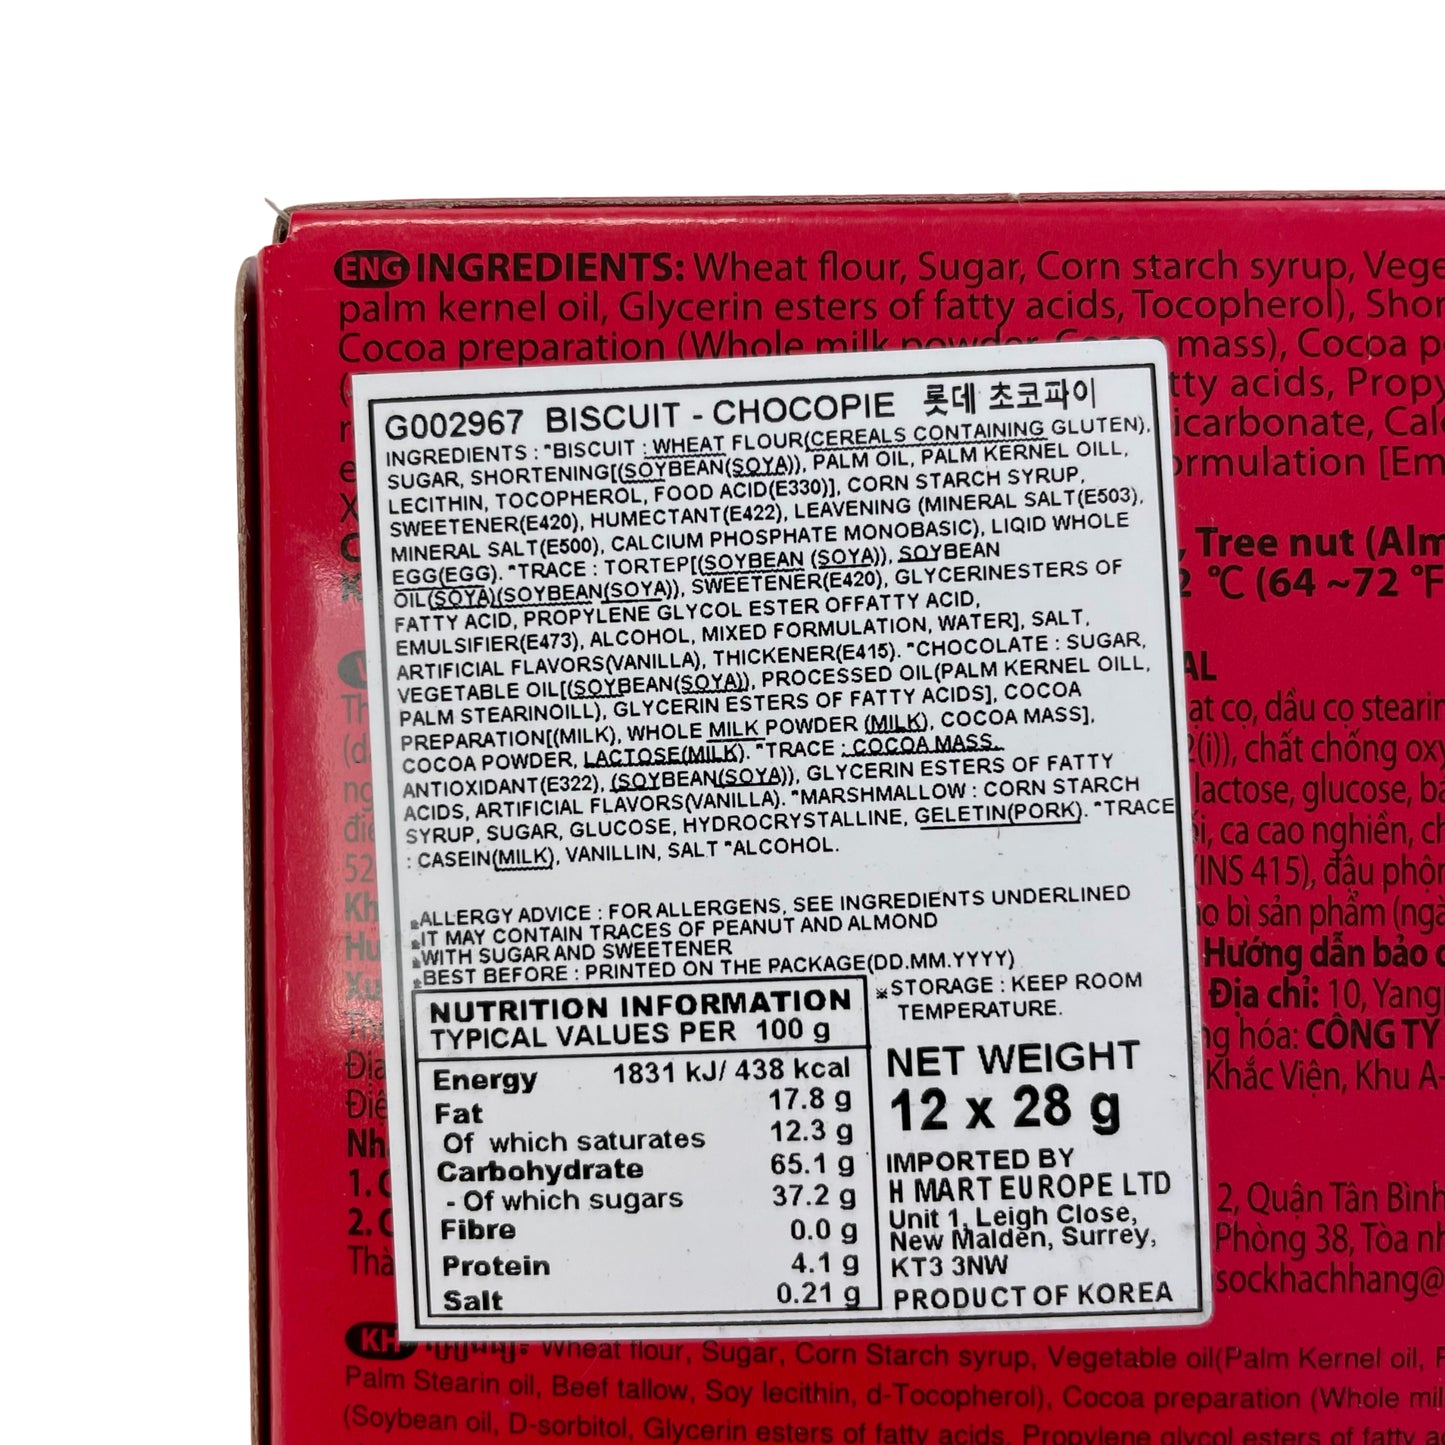 ENG INGREDIENTS: Wheat flour, Sugar, Corn starch syrup, Vege
palm kernel oil, Glycerin esters of fatty acids, Tocopherol), Shor
Cocoa preparation (Whole milk powder, mass), Cocoa p
tty acids, Propy
icarbonate, Calc
ormulation [Em
, Tree nut (Alm
2 ℃ (64 ~72 ℉
G002967 BISCUIT - CHOCOPIE 롯데 초코파이
INGREDIENTS : *BISCUIT : WHEAT FLOUR(CEREALS CONTAINING GLUTEN),
SUGAR, SHORTENING[(SOYBEAN(SOYA)), PALM OIL, PALM KERNEL OILL,
LECITHIN, TOCOPHEROL, FOOD ACID(E330)], CORN STARCH SYRUP,
SWEETENER(E420), HUMECTANT(E422), LEAVENING (MINERAL SALT(E503),
MINERAL SALT(E500), CALCIUM PHOSPHATE MONOBASIC), LIQID WHOLE
EGG(EGG). *TRACE : TORTEP[(SOYBEAN (SOYA)), SOYBEAN
OIL(SOYA)(SOYBEAN(SOYA)), SWEETENER(E420), GLYCERINESTERS OF
FATTY ACID, PROPYLENE GLYCOL ESTER OFFATTY ACID,
EMULSIFIER(E473), ALCOHOL, MIXED FORMULATION, WATER], SALT,
ARTIFICIAL FLAVORS(VANILLA), THICKENER(E415). *CHOCOLATE : SUGAR,
VEGETABLE OIL[(SOYBEAN(SOYA)), PROCESSED OIL(PALM KERNEL OILL,
PALM STEARINOILL), GLYCERIN ESTERS OF FATTY ACIDS], COCOA
PREPARATION[(MILK), WHOLE MILK POWDER (MILK), COCOA MASS],
COCOA POWDER, LACTOSE(MILK). *TRACE : COCOA MASS,
ANTIOXIDANT(E322), (SOYBEAN(SOYA)), GLYCERIN ESTERS OF FATTY
ACIDS, ARTIFICIAL FLAVORS(VANILLA). *MARSHMALLOW : CORN STARCH
SYRUP, SUGAR, GLUCOSE, HYDROCRYSTALLINE, GELETIN(PORK). *TRACE
: CASEIN(MILK), VANILLIN, SALT *ALCOHOL.
※ALLERGY ADVICE : FOR ALLERGENS, SEE INGREDIENTS UNDERLINED
※IT MAY CONTAIN TRACES OF PEANUT AND ALMOND
※WITH SUGAR AND SWEETENER
※BEST BEFORE : PRINTED ON THE PACKAGE(DD.MM.YYYY)
※STORAGE : KEEP ROOM
TEMPERATURE.
NUTRITION INFORMATION
TYPICAL VALUES PER 100 g
Energy 1831 kJ/ 438 kcal
Fat 17.8 g
Of which saturates 12.3 g
Carbohydrate 65.1 g
- Of which sugars 37.2 g
Fibre 0.0 g
Protein 4.1 g
Salt 0.21 g
NET WEIGHT
12 x 28 g
IMPORTED BY
H MART EUROPE LTD
Unit 1, Leigh Close,
New Malden, Surrey,
KT3 3NW
PRODUCT OF KOREA
AL
ạt cọ, dầu cọ stearin
2(i)), chất chống oxy
lactose, glucose, bạ
i, ca cao nghiền, ch
(INS 415), đậu phộn
o bì sản phẩm (ngà
Hướng dẫn bảo q
Địa chỉ: 10, Yang
ng hóa: CÔNG TY
Khắc Viện, Khu A-
2, Quận Tân Bình
Phòng 38, Tòa nh
sockhachhang@
KH Wheat flour, Sugar, Corn Starch syrup, Vegetable oil(Palm Kernel oil, P
Palm Stearin oil, Beef tallow, Soy lecithin, d-Tocopherol), Cocoa preparation (Whole mil
(Soybean oil, D-sorbitol, Glycerin esters of fatty acids, Propylene glycol esters of fatty a